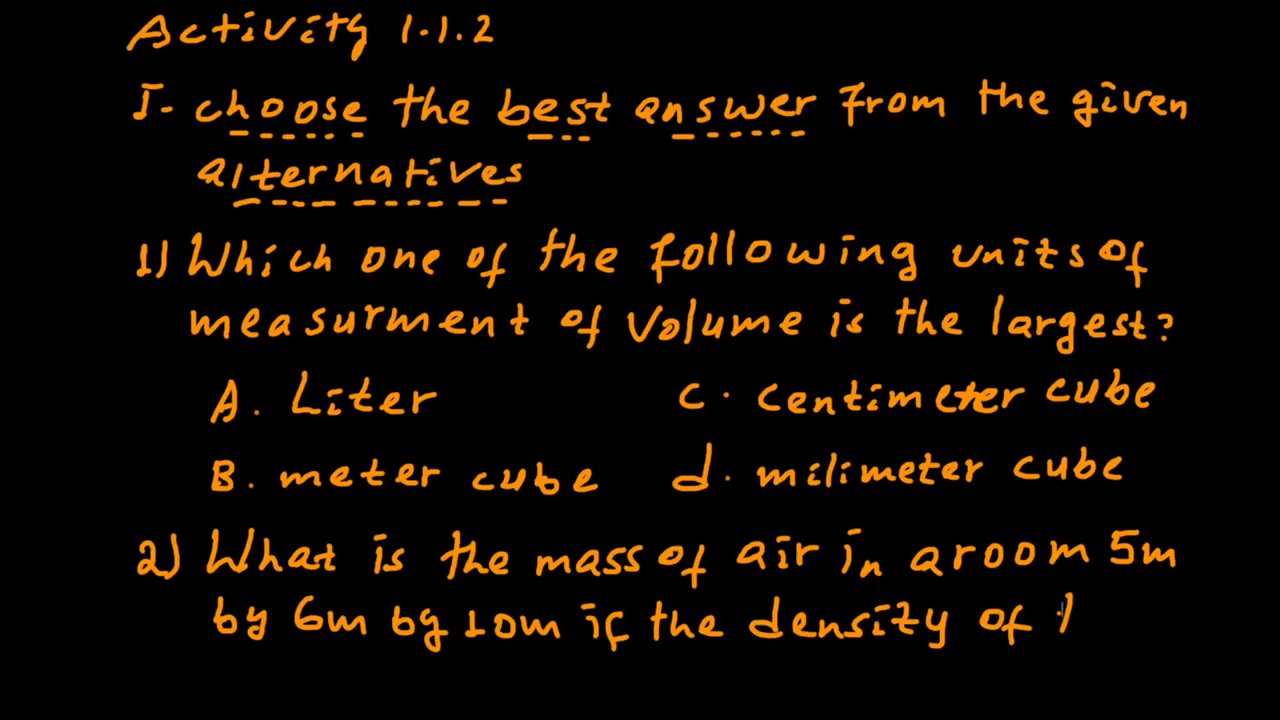 Activity 1.1.2
I- choose the best answer from the given
alternatives
1) Which one of the following units of
measurment of Volume is the largest?
A. Liter
C. centimeter cube
B. meter cube
d. milimeter cube
2) What is the mass of air in a room 5m
by 6m by 10m if the density of